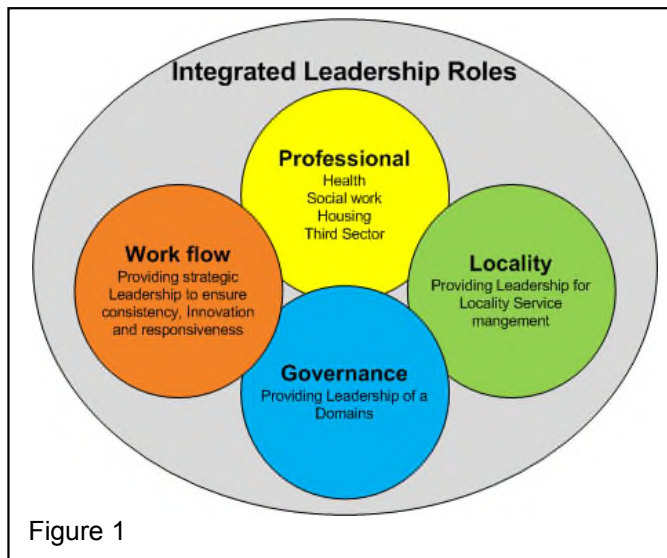 Integrated Leadership Roles
Professional
Health
Social work
Housing
Third Sector
Work flow
Providing strategic
Leadership to ensure
consistency, Innovation
and responsiveness
Locality
Providing Leadership for
Locality Service
mangement
Governance
Providing Leadership of a
Domains
Figure 1